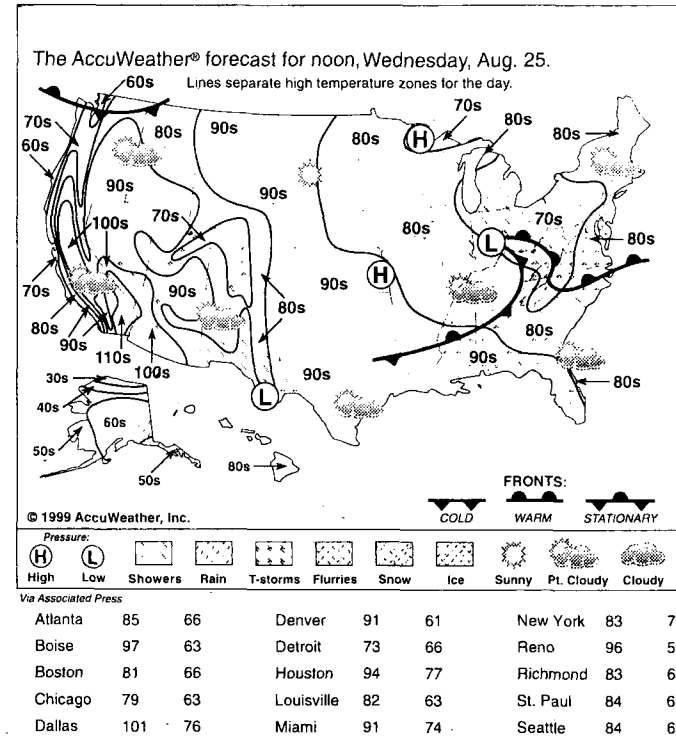 The AccuWeather® forecast for noon, Wednesday, Aug. 25.
Lines separate high temperature zones for the day.
60s
70s
60s
80s
90s
70s
80s
80s
80s
H
90s
90s
80s
70s
80s
100s
70s
L
80s
70s
90s
80s
90s
H
80s
90s
80s
110s
100s
90s
90s
80s
L
30s
40s
60s
50s
50s
80s
© 1999 AccuWeather, Inc.
FRONTS:
COLD WARM STATIONARY
Pressure:
H L
High Low Showers Rain T-storms Flurries Snow Ice Sunny Pt. Cloudy Cloudy
Via Associated Press
Atlanta 85 66 Denver 91 61 New York 83 7
Boise 97 63 Detroit 73 66 Reno 96 5
Boston 81 66 Houston 94 77 Richmond 83 6
Chicago 79 63 Louisville 82 63 St. Paul 84 6
Dallas 101 76 Miami 91 74 Seattle 84 6